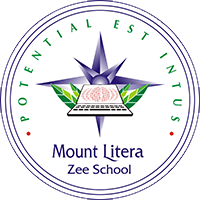 • POTENTIAL EST INTUS •
Mount Litera
Zee School